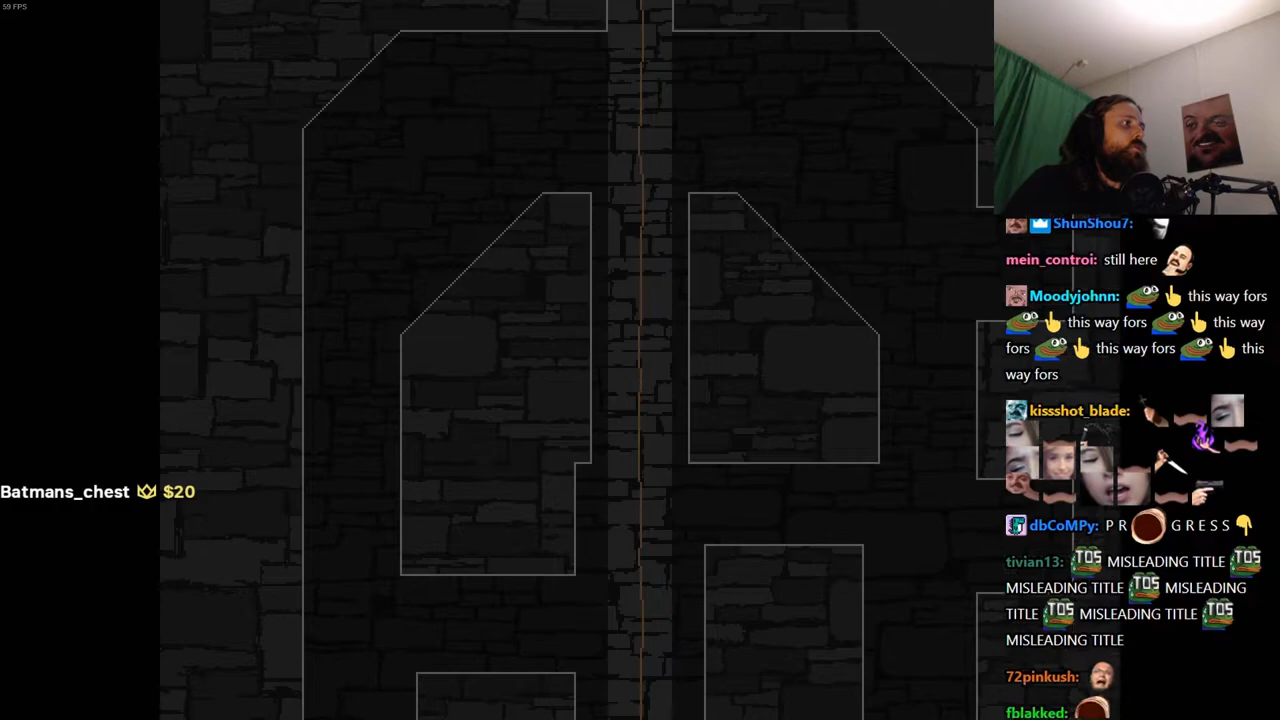 59 FPS
Batmans_chest $20
ShunShou7:
mein_controi: still here
Moodyjohnn: this way fors
this way fors this way
fors this way fors this
way fors
kissshot_blade:
dbCoMPy: P R G R E S S
tivian13: TOS MISLEADING TITLE TOS
MISLEADING TITLE TOS MISLEADING
TITLE TOS MISLEADING TITLE TOS
MISLEADING TITLE
72pinkush:
fblakked: